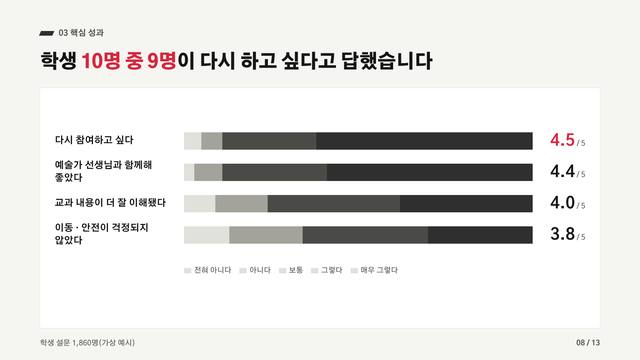 03 핵심 성과
학생 10명 중 9명이 다시 하고 싶다고 답했습니다
다시 참여하고 싶다
4.5 / 5
예술가 선생님과 함께해
좋았다
4.4 / 5
교과 내용이 더 잘 이해됐다
4.0 / 5
이동 · 안전이 걱정되지
않았다
3.8 / 5
전혀 아니다 아니다 보통 그렇다 매우 그렇다
학생 설문 1,860명(가상 예시)
08 / 13